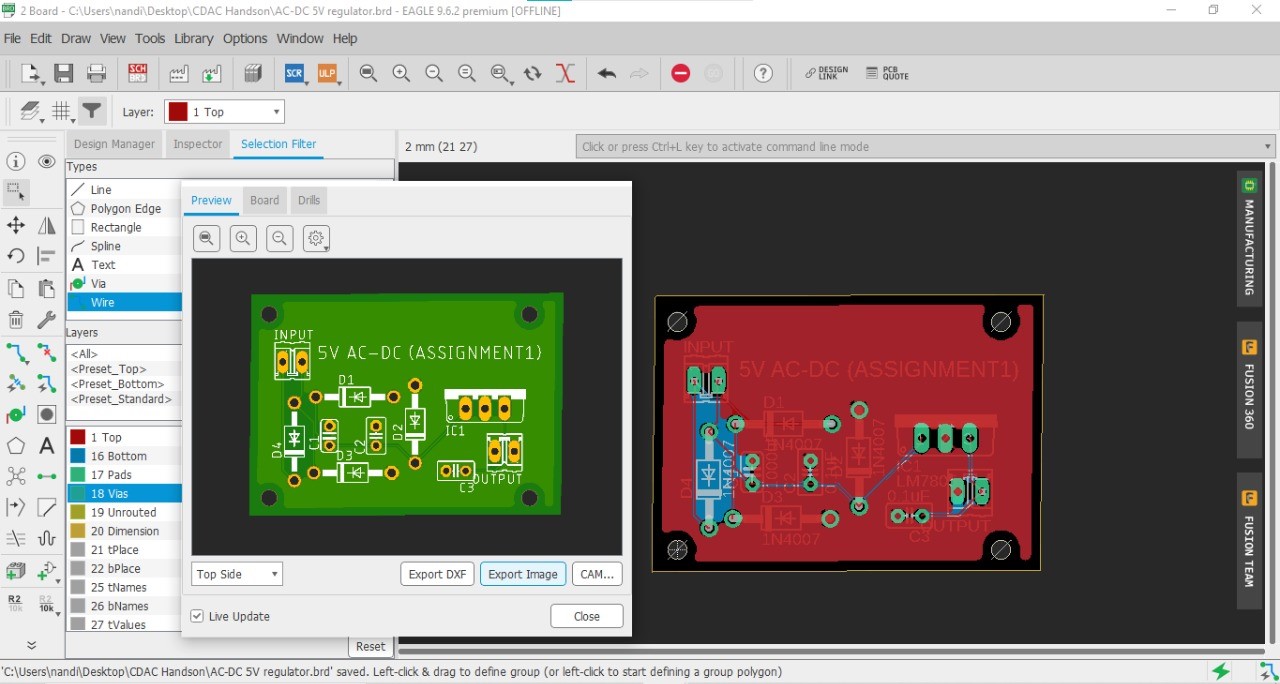 2 Board - C:\Users\nandi\Desktop\CDAC Handson\AC-DC 5V regulator.brd - EAGLE 9.6.2 premium [OFFLINE]
File Edit Draw View Tools Library Options Window Help
SCH SCR ULP DESIGN LINK PCB QUOTE
Layer: 1 Top
Design Manager Inspector Selection Filter
2 mm (21 27)
Click or press Ctrl+L key to activate command line mode
Types
Line
Polygon Edge
Rectangle
Spline
Text
Via
Wire
Layers
<All>
<Preset_Top>
<Preset_Bottom>
<Preset_Standard>
1 Top
16 Bottom
17 Pads
18 Vias
19 Unrouted
20 Dimension
21 tPlace
22 bPlace
25 tNames
26 bNames
27 tValues
Reset
R2 10k
R2 10k
Preview Board Drills
INPUT
5V AC-DC (ASSIGNMENT1)
D1
D4
C1
C2
D2
IC1
D3
C3
OUTPUT
Top Side
Export DXF
Export Image
CAM...
Live Update
Close
INPUT
5V AC-DC (ASSIGNMENT1)
D1
1N4007
1N4007
1N4007
D4
D3
1N4007
C1
0.1uF
C3
OUTPUT
MANUFACTURING
FUSION 360
FUSION TEAM
'C:\Users\nandi\Desktop\CDAC Handson\AC-DC 5V regulator.brd' saved. Left-click & drag to define group (or left-click to start defining a group polygon)